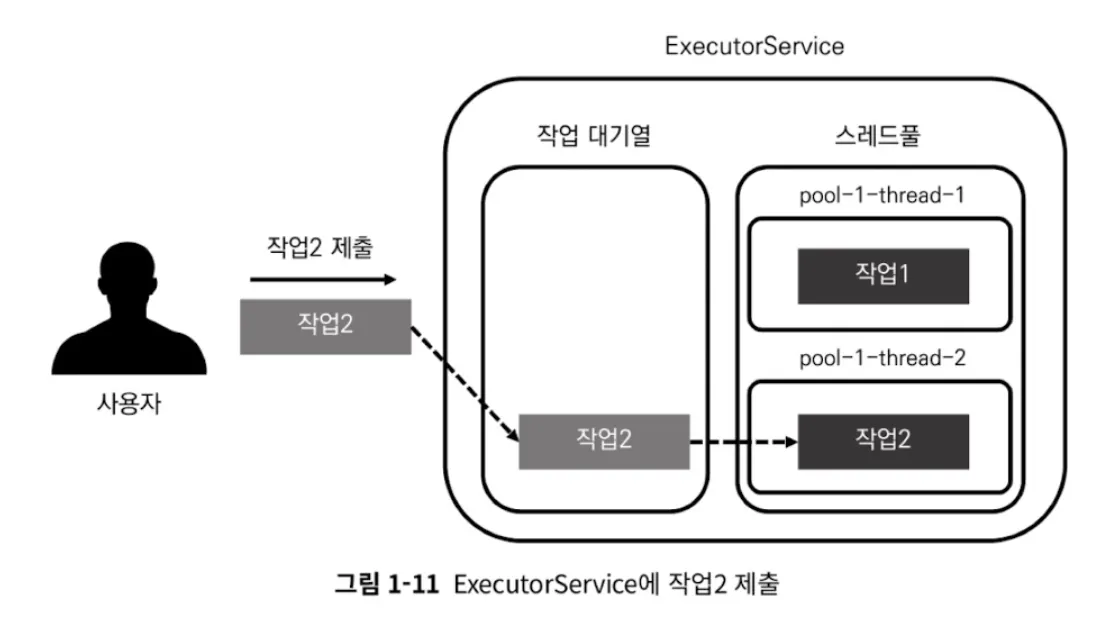 ExecutorService
작업 대기열
스레드풀
pool-1-thread-1
작업2 제출
작업1
작업2
pool-1-thread-2
사용자
작업2
작업2
그림 1-11 ExecutorService에 작업2 제출